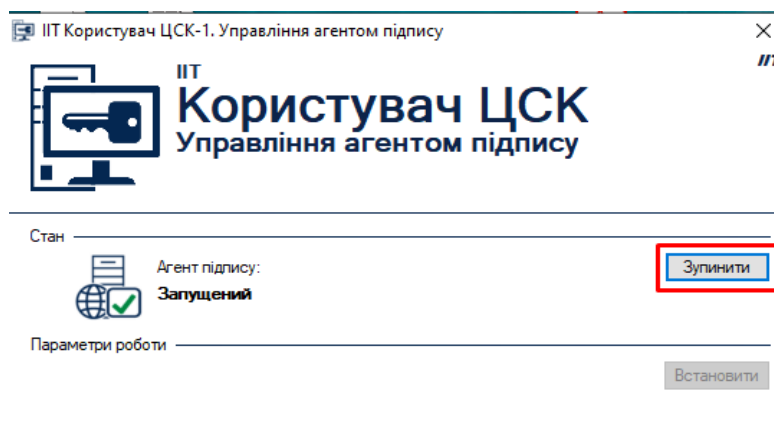 ІІТ Користувач ЦСК-1. Управління агентом підпису
ІІТ
Користувач ЦСК
Управління агентом підпису
Стан
Агент підпису:
Запущений
Зупинити
Параметри роботи
Встановити